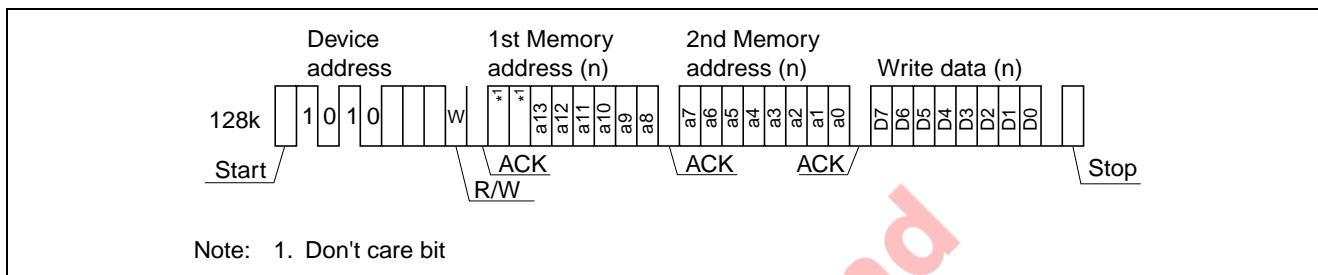 Device address
1st Memory address (n)
2nd Memory address (n)
Write data (n)
128k 1 0 1 0 W *1 *1 a13 a12 a11 a10 a9 a8 a7 a6 a5 a4 a3 a2 a1 a0 D7 D6 D5 D4 D3 D2 D1 D0
Start ACK ACK ACK Stop
R/W
Note: 1. Don't care bit